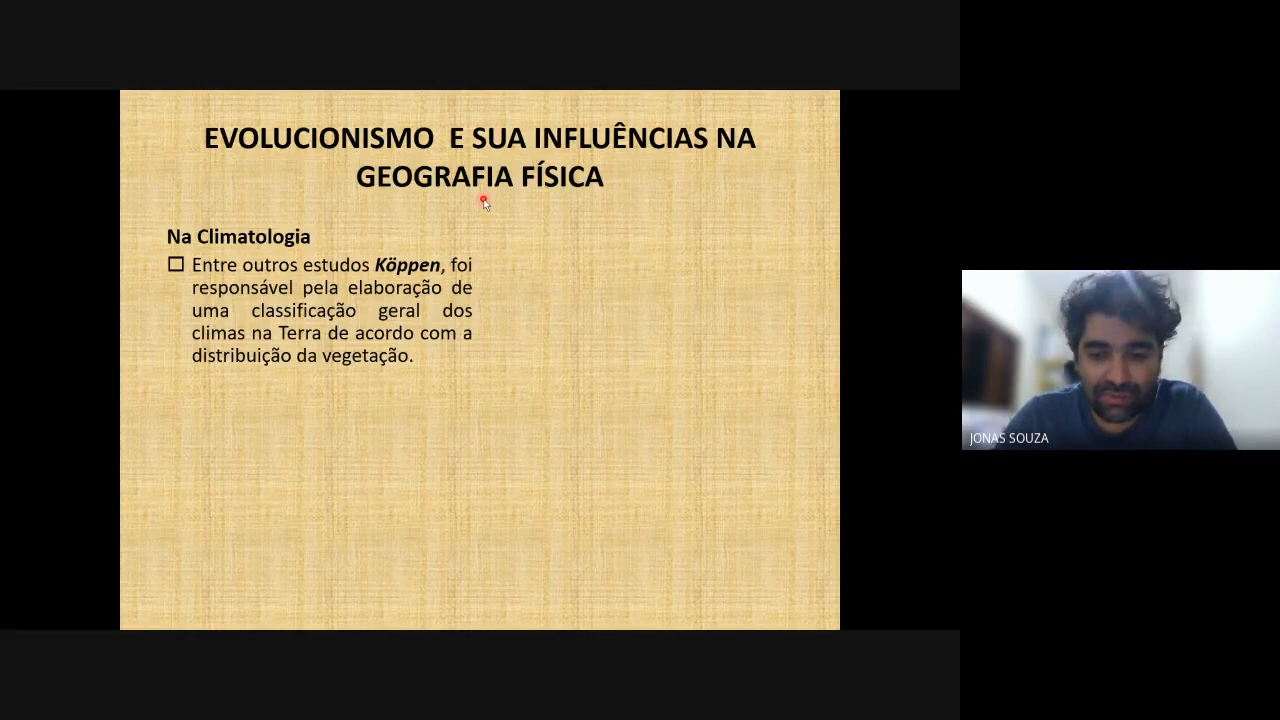 EVOLUCIONISMO  E SUA INFLUÊNCIAS NA
GEOGRAFIA FÍSICA
Na Climatologia
Entre outros estudos Köppen, foi
responsável pela elaboração de
uma classificação geral dos
climas na Terra de acordo com a
distribuição da vegetação.
JONAS SOUZA